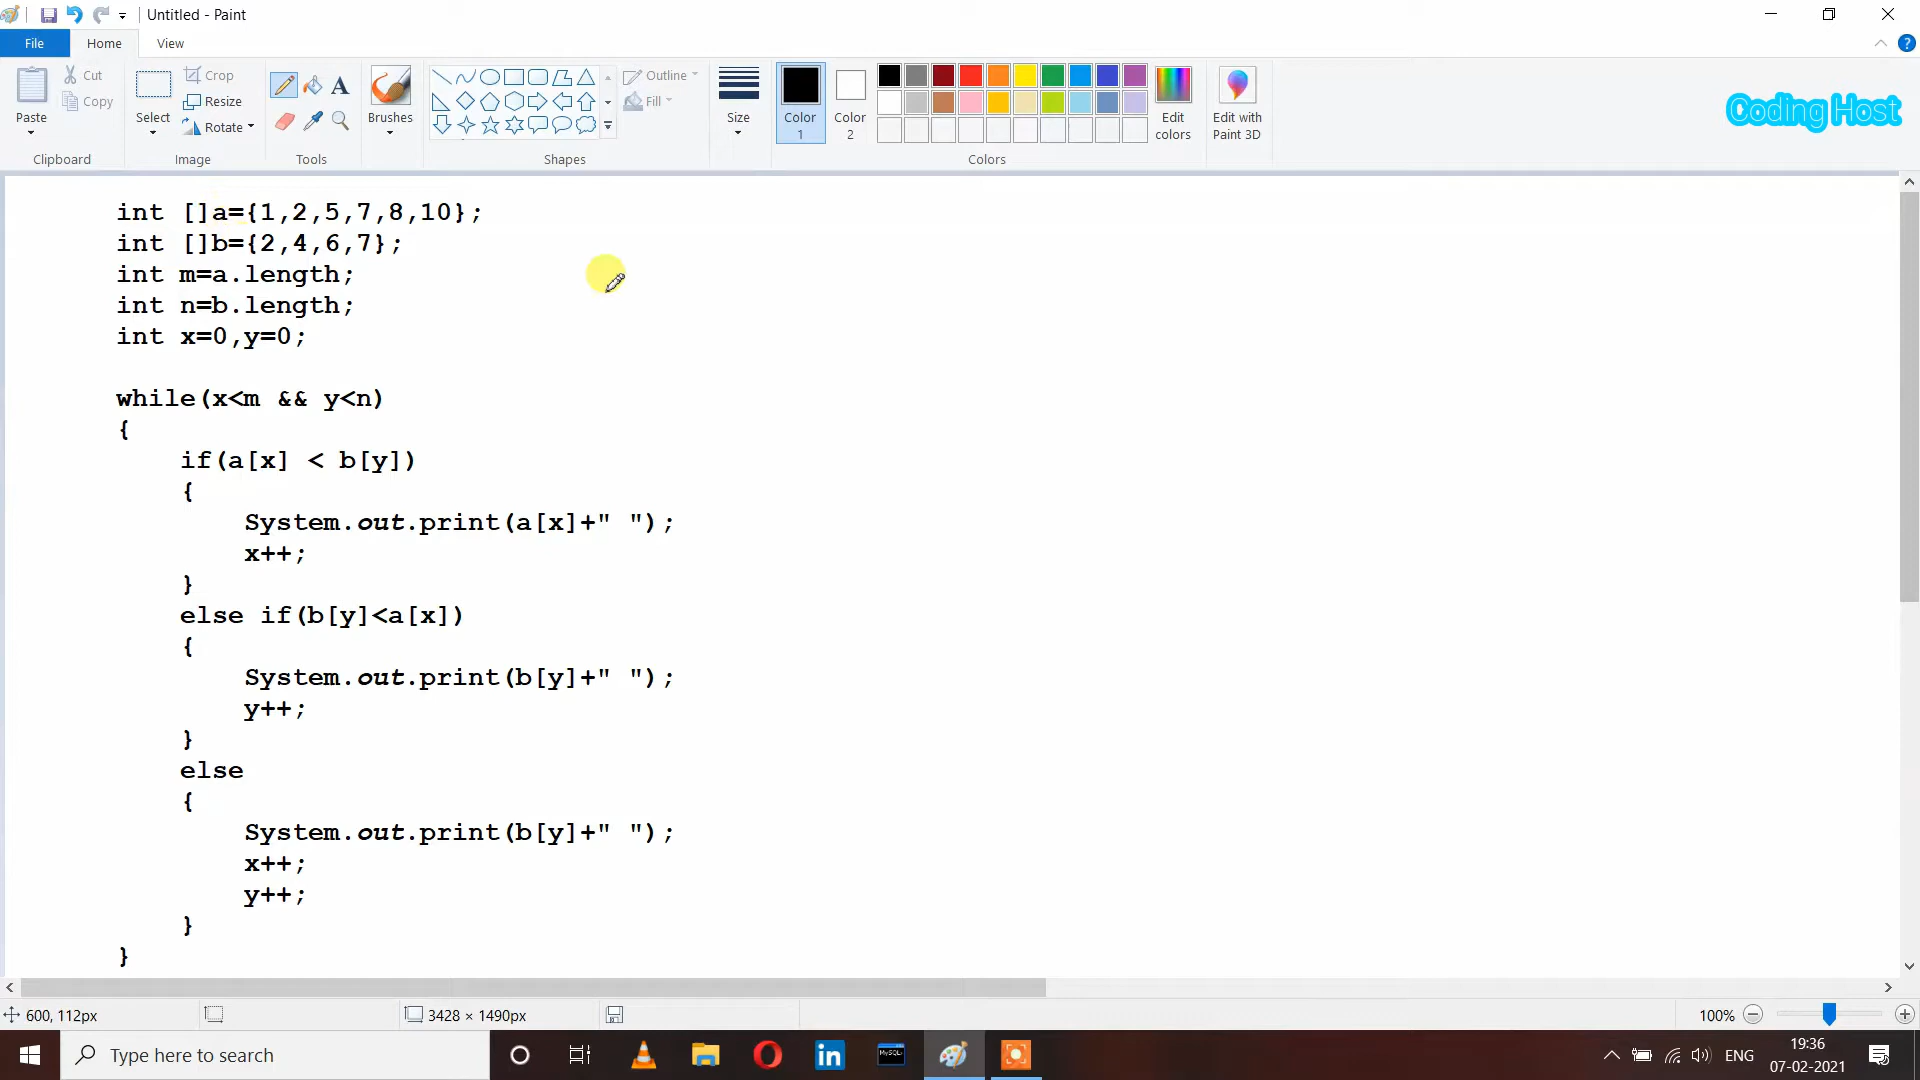 Untitled - Paint
File Home View
Cut
Copy
Paste
Clipboard
Crop
Resize
Rotate
Select
Image
Tools
Brushes
Outline
Fill
Shapes
Size
Color 1
Color 2
Edit colors
Colors
Edit with Paint 3D
Coding Host
int []a={1,2,5,7,8,10};
int []b={2,4,6,7};
int m=a.length;
int n=b.length;
int x=0,y=0;
while(x<m && y<n)
{
if(a[x] < b[y])
{
System.out.print(a[x]+" ");
x++;
}
else if(b[y]<a[x])
{
System.out.print(b[y]+" ");
y++;
}
else
{
System.out.print(b[y]+" ");
x++;
y++;
}
}
600, 112px
3428 × 1490px
100%
Type here to search
MySQL
ENG
19:36
07-02-2021